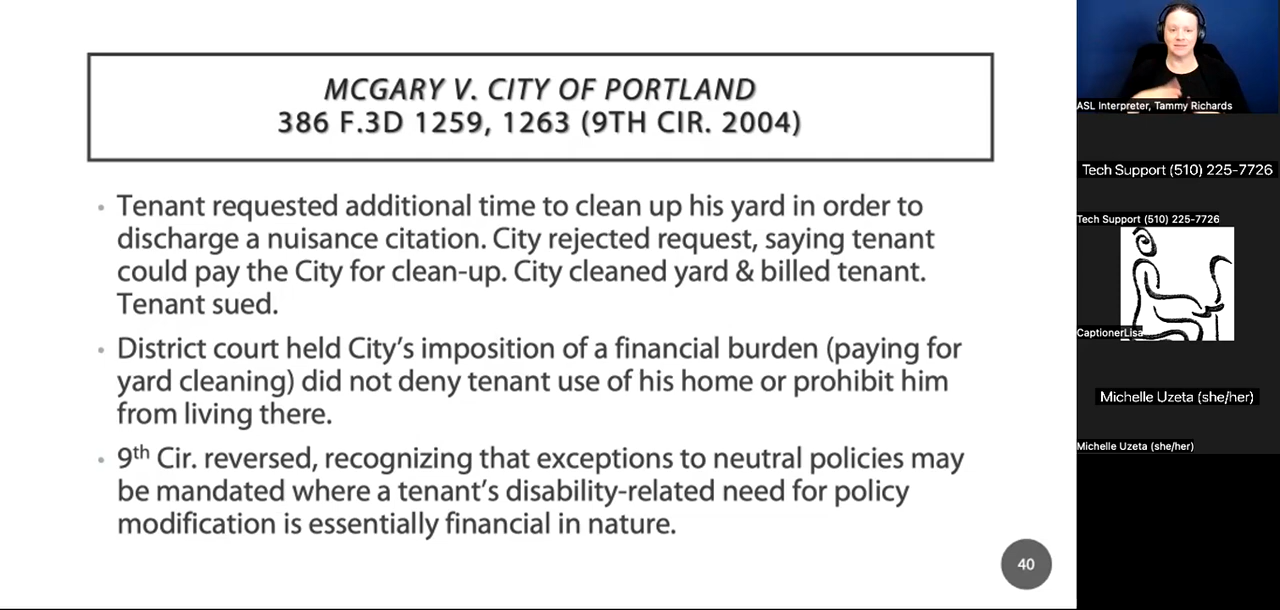 MCGARY V. CITY OF PORTLAND
386 F.3D 1259, 1263 (9TH CIR. 2004)
• Tenant requested additional time to clean up his yard in order to
discharge a nuisance citation. City rejected request, saying tenant
could pay the City for clean-up. City cleaned yard & billed tenant.
Tenant sued.
• District court held City’s imposition of a financial burden (paying for
yard cleaning) did not deny tenant use of his home or prohibit him
from living there.
• 9th Cir. reversed, recognizing that exceptions to neutral policies may
be mandated where a tenant’s disability-related need for policy
modification is essentially financial in nature.
40
ASL Interpreter, Tammy Richards
Tech Support (510) 225-7726
Tech Support (510) 225-7726
CaptionerLisa
Michelle Uzeta (she/her)
Michelle Uzeta (she/her)